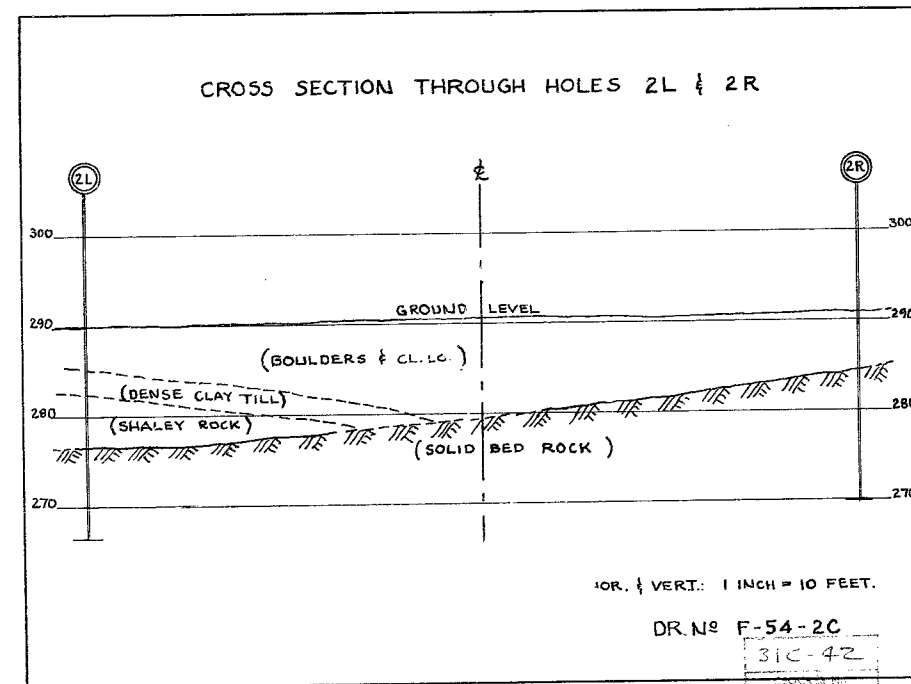 CROSS SECTION THROUGH HOLES 2L & 2R
2L
℄
2R
300
300
GROUND LEVEL
290
290
(BOULDERS & CL. LO.)
(DENSE CLAY TILL)
280
280
(SHALEY ROCK)
(SOLID BED ROCK)
270
270
OR. & VERT.: 1 INCH = 10 FEET.
DR. Nº F-54-2C
31C-42